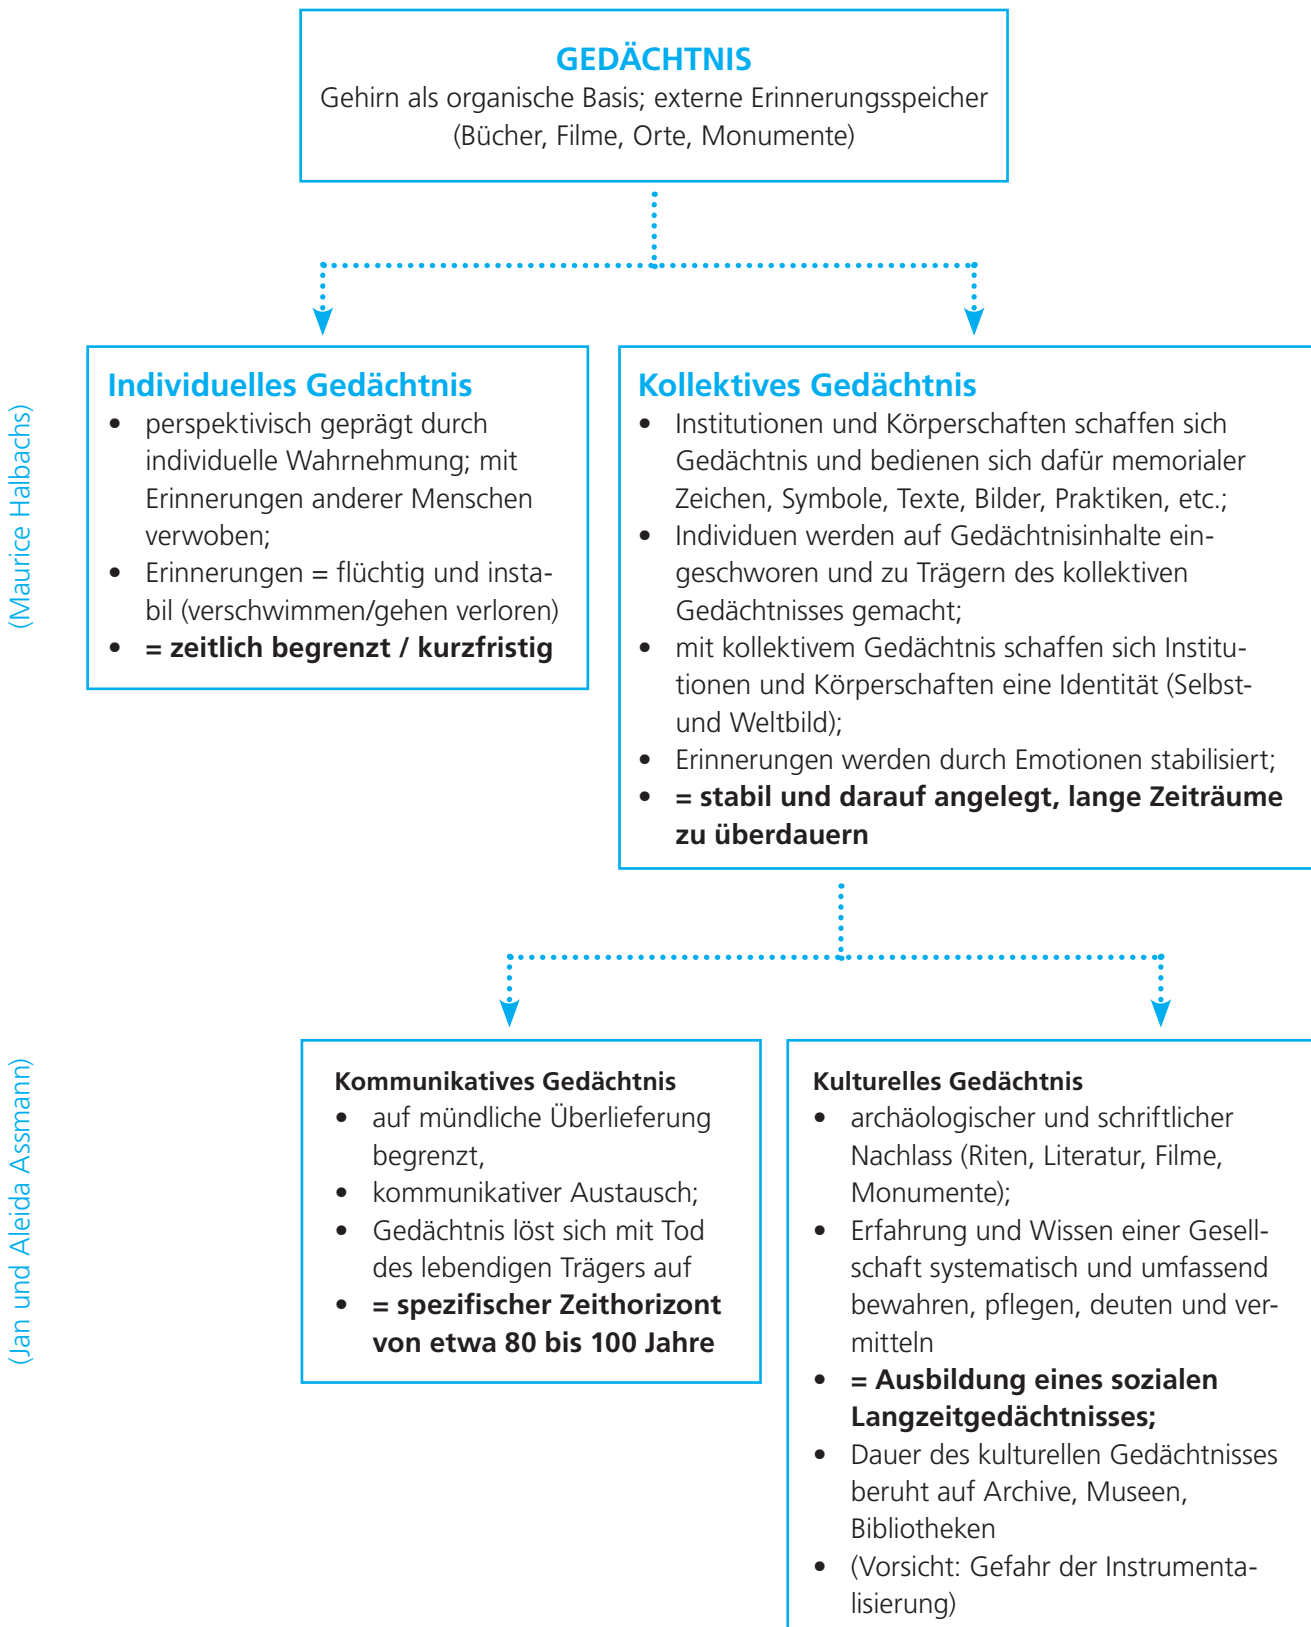 GEDÄCHTNIS
Gehirn als organische Basis; externe Erinnerungsspeicher
(Bücher, Filme, Orte, Monumente)
(Maurice Halbachs)
Individuelles Gedächtnis
• perspektivisch geprägt durch
individuelle Wahrnehmung; mit
Erinnerungen anderer Menschen
verwoben;
• Erinnerungen = flüchtig und insta-
bil (verschwimmen/gehen verloren)
• = zeitlich begrenzt / kurzfristig
Kollektives Gedächtnis
• Institutionen und Körperschaften schaffen sich
Gedächtnis und bedienen sich dafür memorialer
Zeichen, Symbole, Texte, Bilder, Praktiken, etc.;
• Individuen werden auf Gedächtnisinhalte ein-
geschworen und zu Trägern des kollektiven
Gedächtnisses gemacht;
• mit kollektivem Gedächtnis schaffen sich Institu-
tionen und Körperschaften eine Identität (Selbst-
und Weltbild);
• Erinnerungen werden durch Emotionen stabilisiert;
• = stabil und darauf angelegt, lange Zeiträume
zu überdauern
(Jan und Aleida Assmann)
Kommunikatives Gedächtnis
• auf mündliche Überlieferung
begrenzt,
• kommunikativer Austausch;
• Gedächtnis löst sich mit Tod
des lebendigen Trägers auf
• = spezifischer Zeithorizont
von etwa 80 bis 100 Jahre
Kulturelles Gedächtnis
• archäologischer und schriftlicher
Nachlass (Riten, Literatur, Filme,
Monumente);
• Erfahrung und Wissen einer Gesell-
schaft systematisch und umfassend
bewahren, pflegen, deuten und ver-
mitteln
• = Ausbildung eines sozialen
Langzeitgedächtnisses;
• Dauer des kulturellen Gedächtnisses
beruht auf Archive, Museen,
Bibliotheken
• (Vorsicht: Gefahr der Instrumenta-
lisierung)